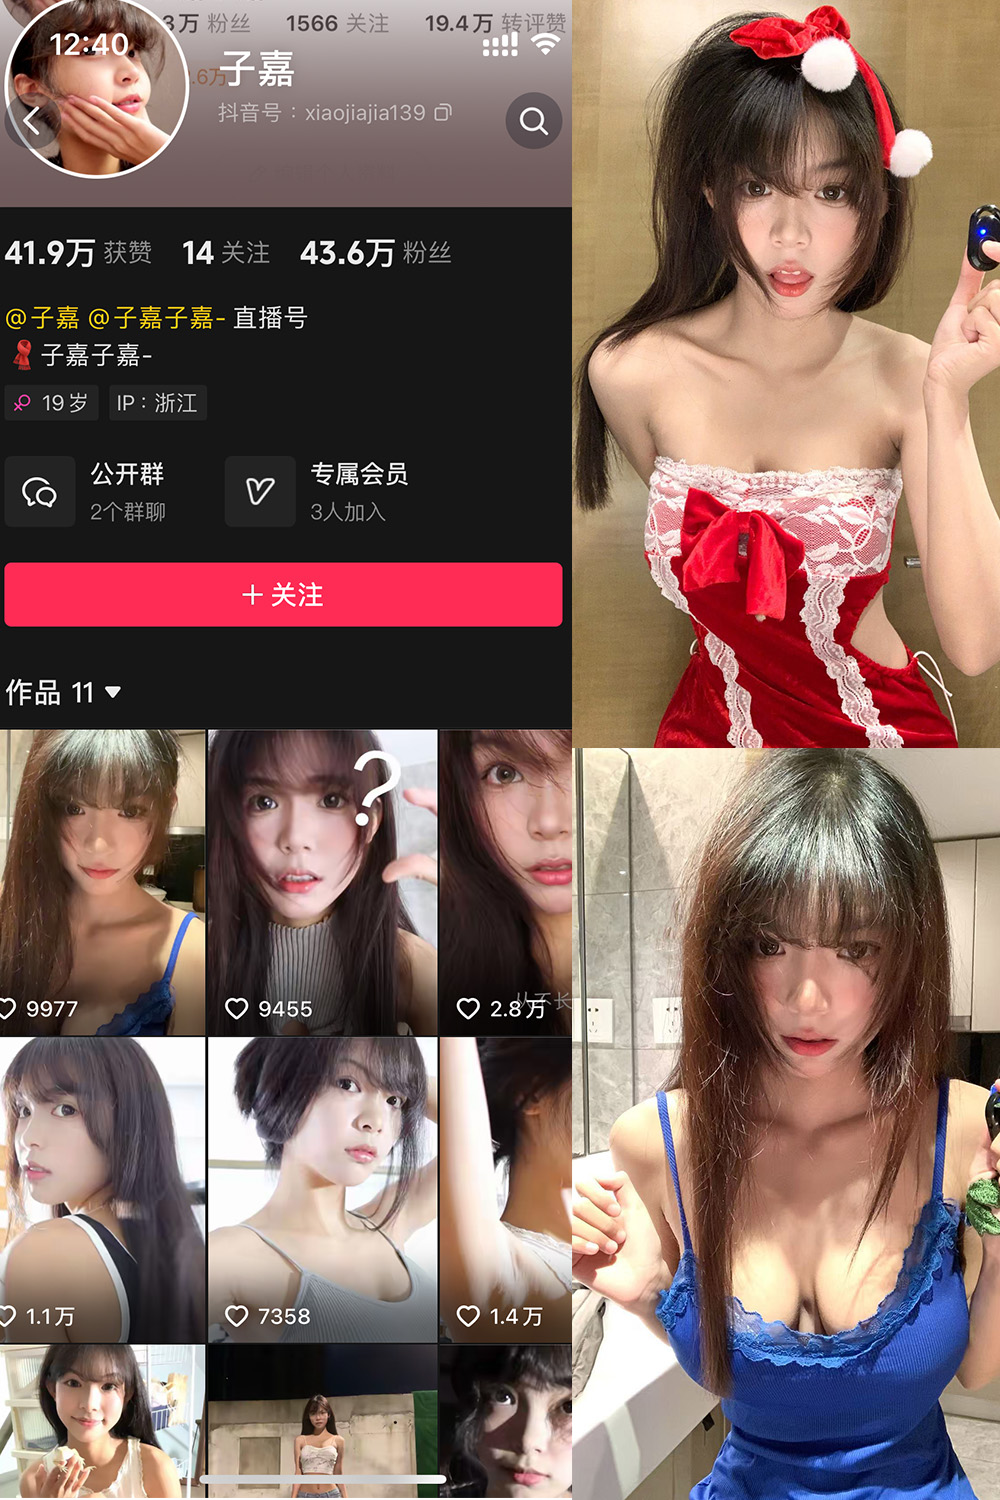 3万 粉丝 1566 关注 19.4万 转评赞
12:40
.6万
子嘉
抖音号：xiaojiajia139
41.9万 获赞 14 关注 43.6万 粉丝
@子嘉 @子嘉子嘉- 直播号
子嘉子嘉-
19岁 IP：浙江
公开群 专属会员
2个群聊 3人加入
＋ 关注
作品 11
?
从不长
9977 9455 2.8万
1.1万 7358 1.4万